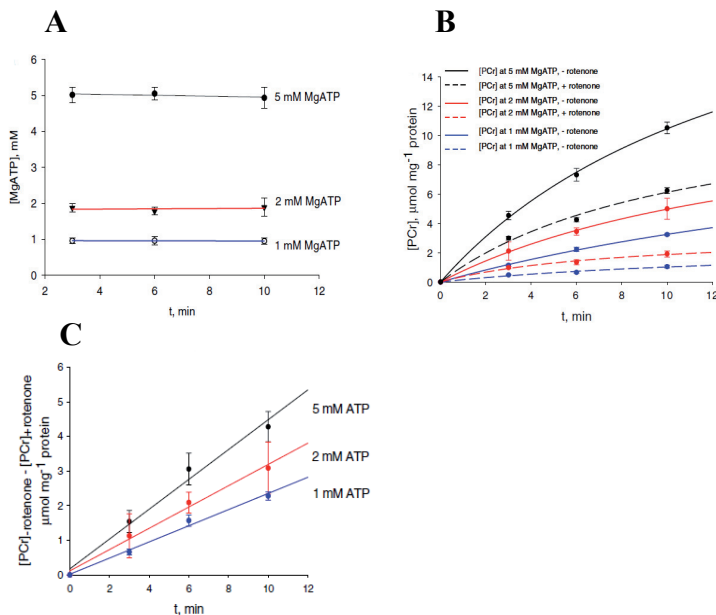 A
[MgATP], mM
6
5
4
3
2
1
0
5 mM MgATP
2 mM MgATP
1 mM MgATP
2 4 6 8 10 12 14
t, min
B
[PCr] at 5 mM MgATP, - rotenone
[PCr] at 5 mM MgATP, + rotenone
[PCr] at 2 mM MgATP, - rotenone
[PCr] at 2 mM MgATP, + rotenone
[PCr] at 1 mM MgATP, - rotenone
[PCr] at 1 mM MgATP, - rotenone
[PCr], μmol mg⁻¹ protein
14
12
10
8
6
4
2
0
0 2 4 6 8 10 12
t, min
C
[PCr]-rotenone - [PCr]+rotenone
μmol mg⁻¹ protein
6
5
4
3
2
1
0
5 mM ATP
2 mM ATP
1 mM ATP
0 2 4 6 8 10 12
t, min